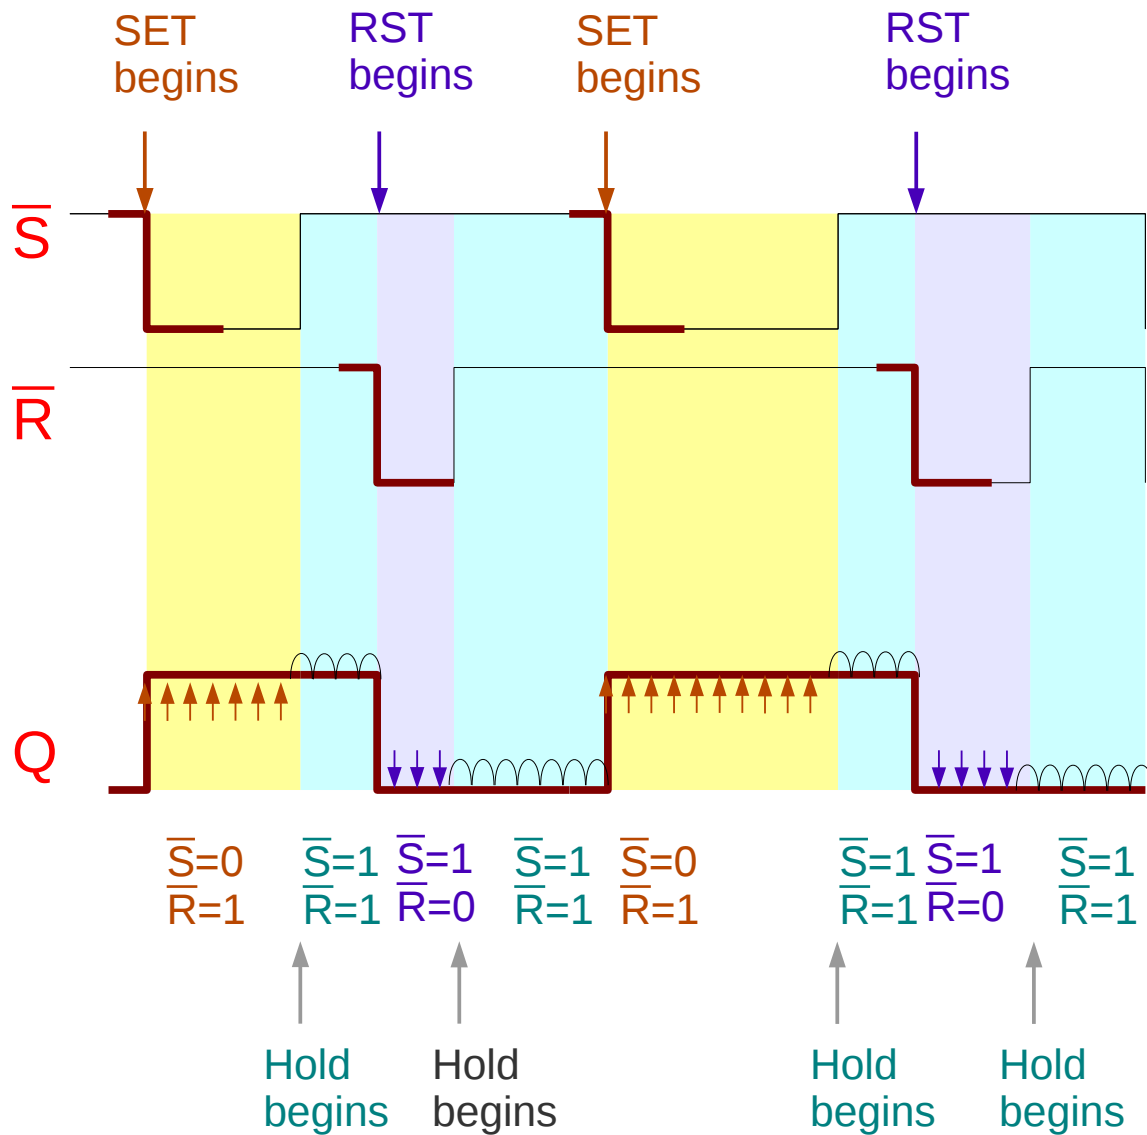 SET
begins
RST
begins
SET
begins
RST
begins
S̅
R̅
Q
S̅=0
R̅=1
S̅=1
R̅=1
S̅=1
R̅=0
S̅=1
R̅=1
S̅=0
R̅=1
S̅=1
R̅=1
S̅=1
R̅=0
S̅=1
R̅=1
Hold
begins
Hold
begins
Hold
begins
Hold
begins